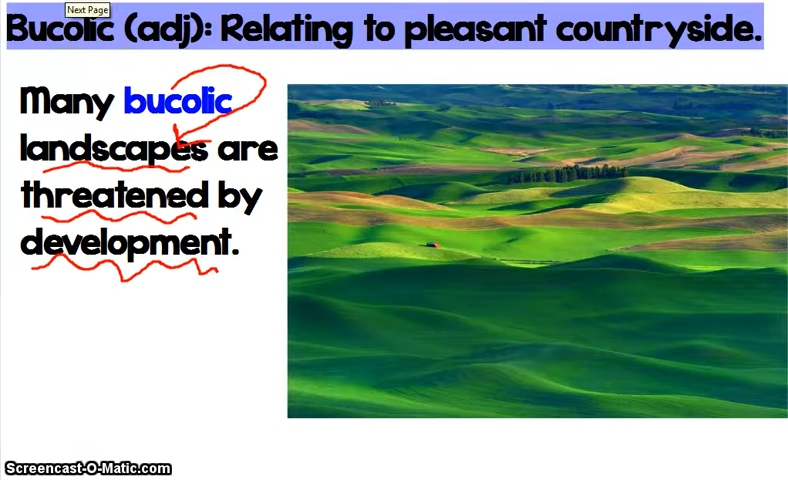 Next Page
Bucolic (adj): Relating to pleasant countryside.
Many bucolic
landscapes are
threatened by
development.
Screencast-O-Matic.com